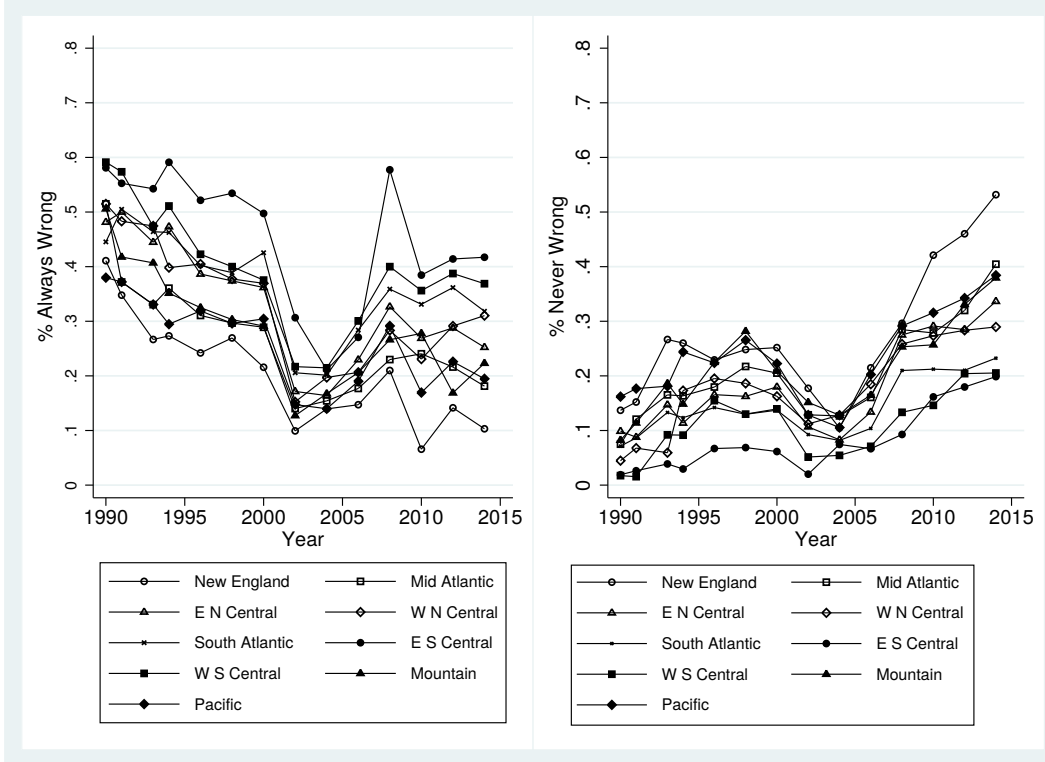 % Always Wrong
.8
.7
.6
.5
.4
.3
.2
.1
0
1990 1995 2000 2005 2010 2015
Year
New England Mid Atlantic
E N Central W N Central
South Atlantic E S Central
W S Central Mountain
Pacific
% Never Wrong
.8
.7
.6
.5
.4
.3
.2
.1
0
1990 1995 2000 2005 2010 2015
Year
New England Mid Atlantic
E N Central W N Central
South Atlantic E S Central
W S Central Mountain
Pacific